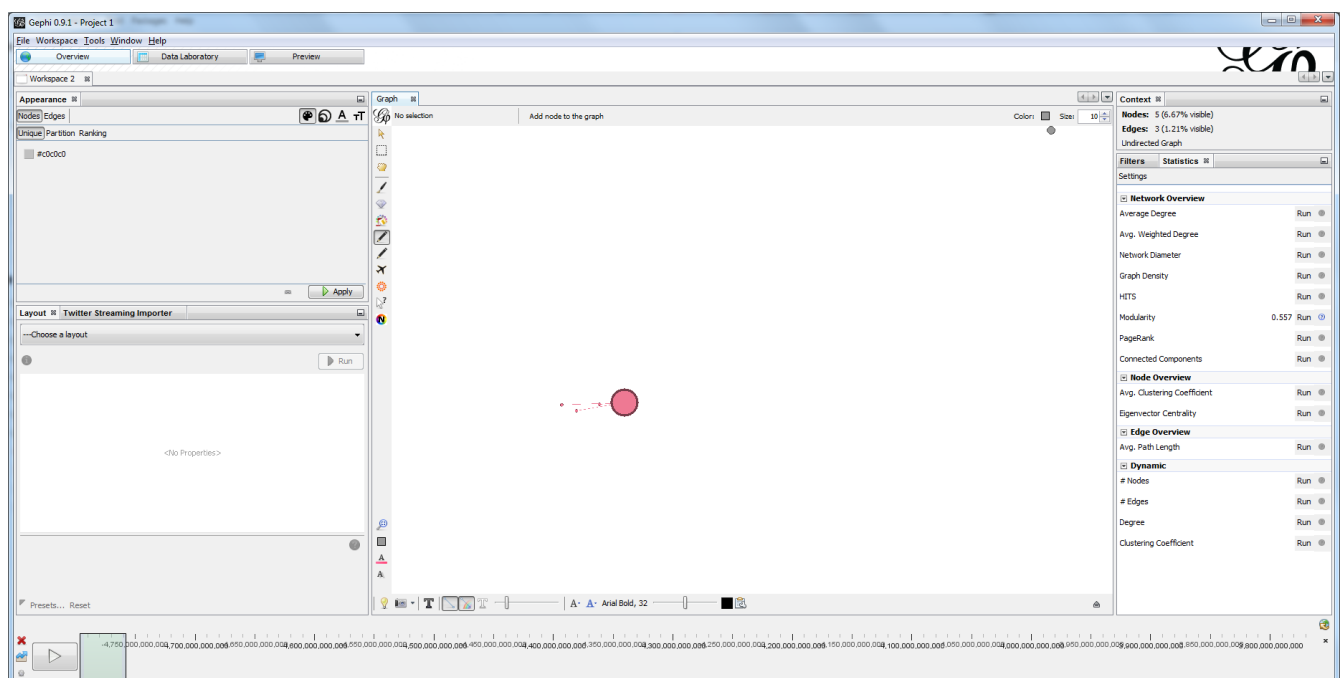 Gephi 0.9.1 - Project 1
File Workspace Tools Window Help
Overview Data Laboratory Preview
Workspace 2
Appearance
Nodes Edges
Unique Partition Ranking
#c0c0c0
Apply
Layout Twitter Streaming Importer
---Choose a layout
Run
<No Properties>
Presets... Reset
Graph
No selection Add node to the graph Color: Size: 10
Arial Bold, 32
Context
Nodes: 5 (6.67% visible)
Edges: 3 (1.21% visible)
Undirected Graph
Filters Statistics
Settings
Network Overview
Average Degree Run
Avg. Weighted Degree Run
Network Diameter Run
Graph Density Run
HITS Run
Modularity 0.557 Run
PageRank Run
Connected Components Run
Node Overview
Avg. Clustering Coefficient Run
Eigenvector Centrality Run
Edge Overview
Avg. Path Length Run
Dynamic
# Nodes Run
# Edges Run
Degree Run
Clustering Coefficient Run